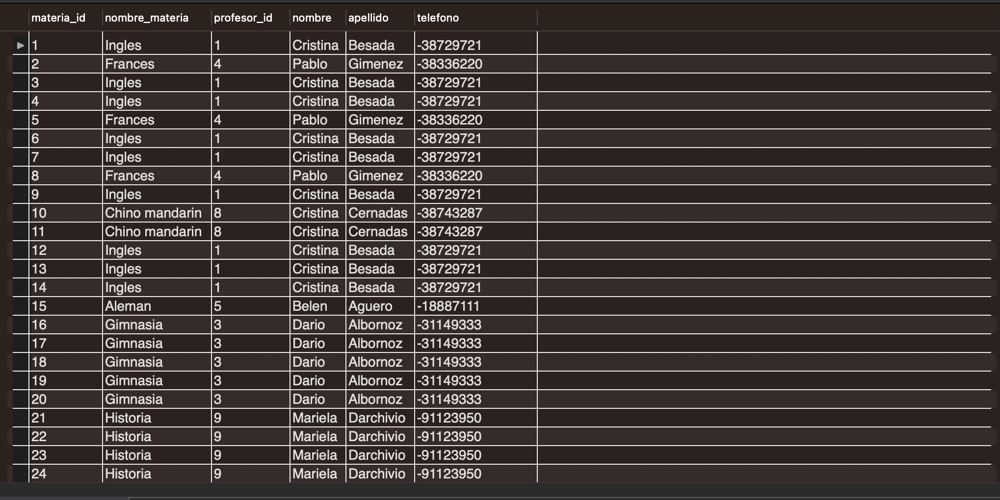 materia_id nombre_materia profesor_id nombre apellido telefono
1 Ingles 1 Cristina Besada -38729721
2 Frances 4 Pablo Gimenez -38336220
3 Ingles 1 Cristina Besada -38729721
4 Ingles 1 Cristina Besada -38729721
5 Frances 4 Pablo Gimenez -38336220
6 Ingles 1 Cristina Besada -38729721
7 Ingles 1 Cristina Besada -38729721
8 Frances 4 Pablo Gimenez -38336220
9 Ingles 1 Cristina Besada -38729721
10 Chino mandarin 8 Cristina Cernadas -38743287
11 Chino mandarin 8 Cristina Cernadas -38743287
12 Ingles 1 Cristina Besada -38729721
13 Ingles 1 Cristina Besada -38729721
14 Ingles 1 Cristina Besada -38729721
15 Aleman 5 Belen Aguero -18887111
16 Gimnasia 3 Dario Albornoz -31149333
17 Gimnasia 3 Dario Albornoz -31149333
18 Gimnasia 3 Dario Albornoz -31149333
19 Gimnasia 3 Dario Albornoz -31149333
20 Gimnasia 3 Dario Albornoz -31149333
21 Historia 9 Mariela Darchivio -91123950
22 Historia 9 Mariela Darchivio -91123950
23 Historia 9 Mariela Darchivio -91123950
24 Historia 9 Mariela Darchivio -91123950